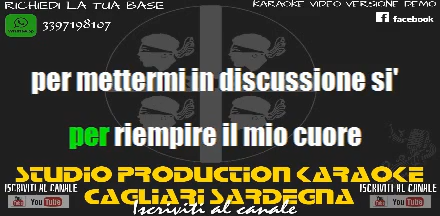 RICHIEDI LA TUA BASE
KARAOKE VIDEO VERSIONE DEMO
3397198107
facebook
per mettermi in discussione si'
per riempire il mio cuore
STUDIO PRODUCTION KARAOKE
ISCRIVITI AL CANALE
CAGLIARI SARDEGNA
ISCRIVITI AL CANALE
You Tube
Iscriviti al canale
You Tube